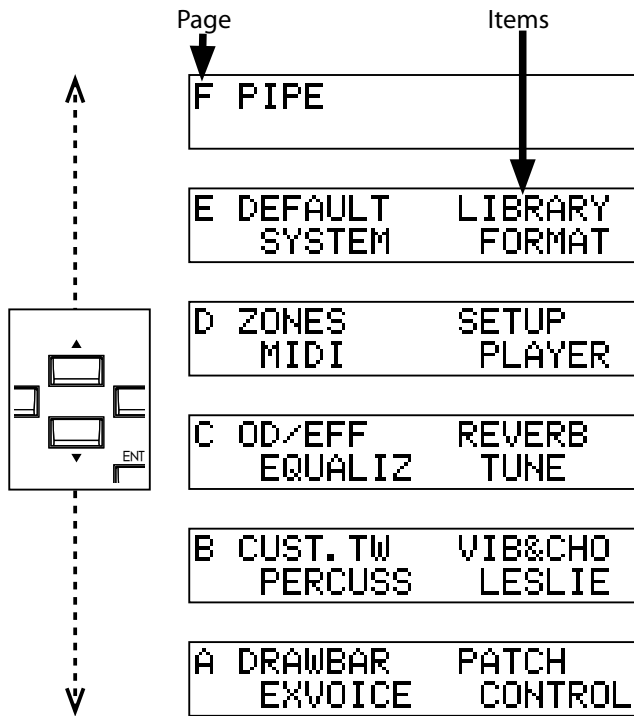 Page Items
F PIPE
E DEFAULT LIBRARY
SYSTEM FORMAT
D ZONES SETUP
MIDI PLAYER
C OD/EFF REVERB
EQUALIZ TUNE
ENT
B CUST.TW VIB&CHO
PERCUSS LESLIE
A DRAWBAR PATCH
EXVOICE CONTROL